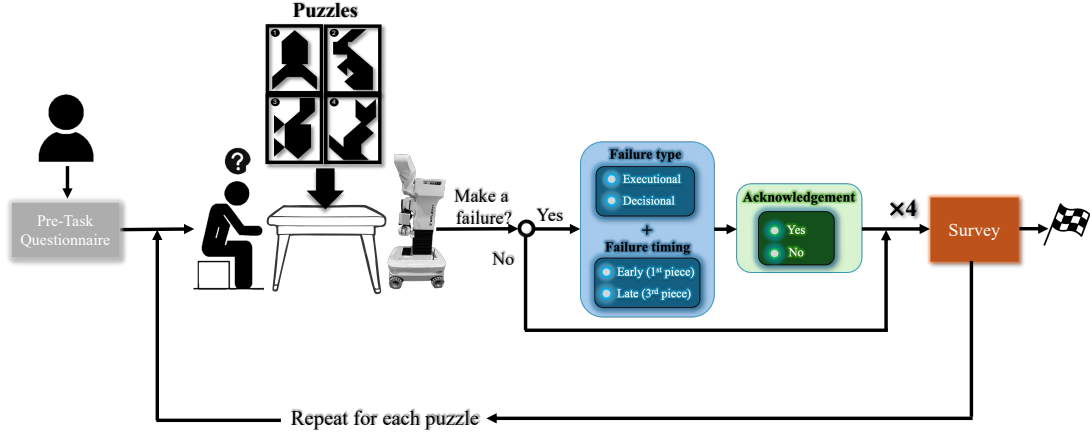 Puzzles
1
2
3
4
?
Pre-Task
Questionnaire
Make a
failure?
Yes
No
Failure type
Executional
Decisional
+
Failure timing
Early (1st piece)
Late (3rd piece)
Acknowledgement
Yes
No
×4
Survey
Repeat for each puzzle